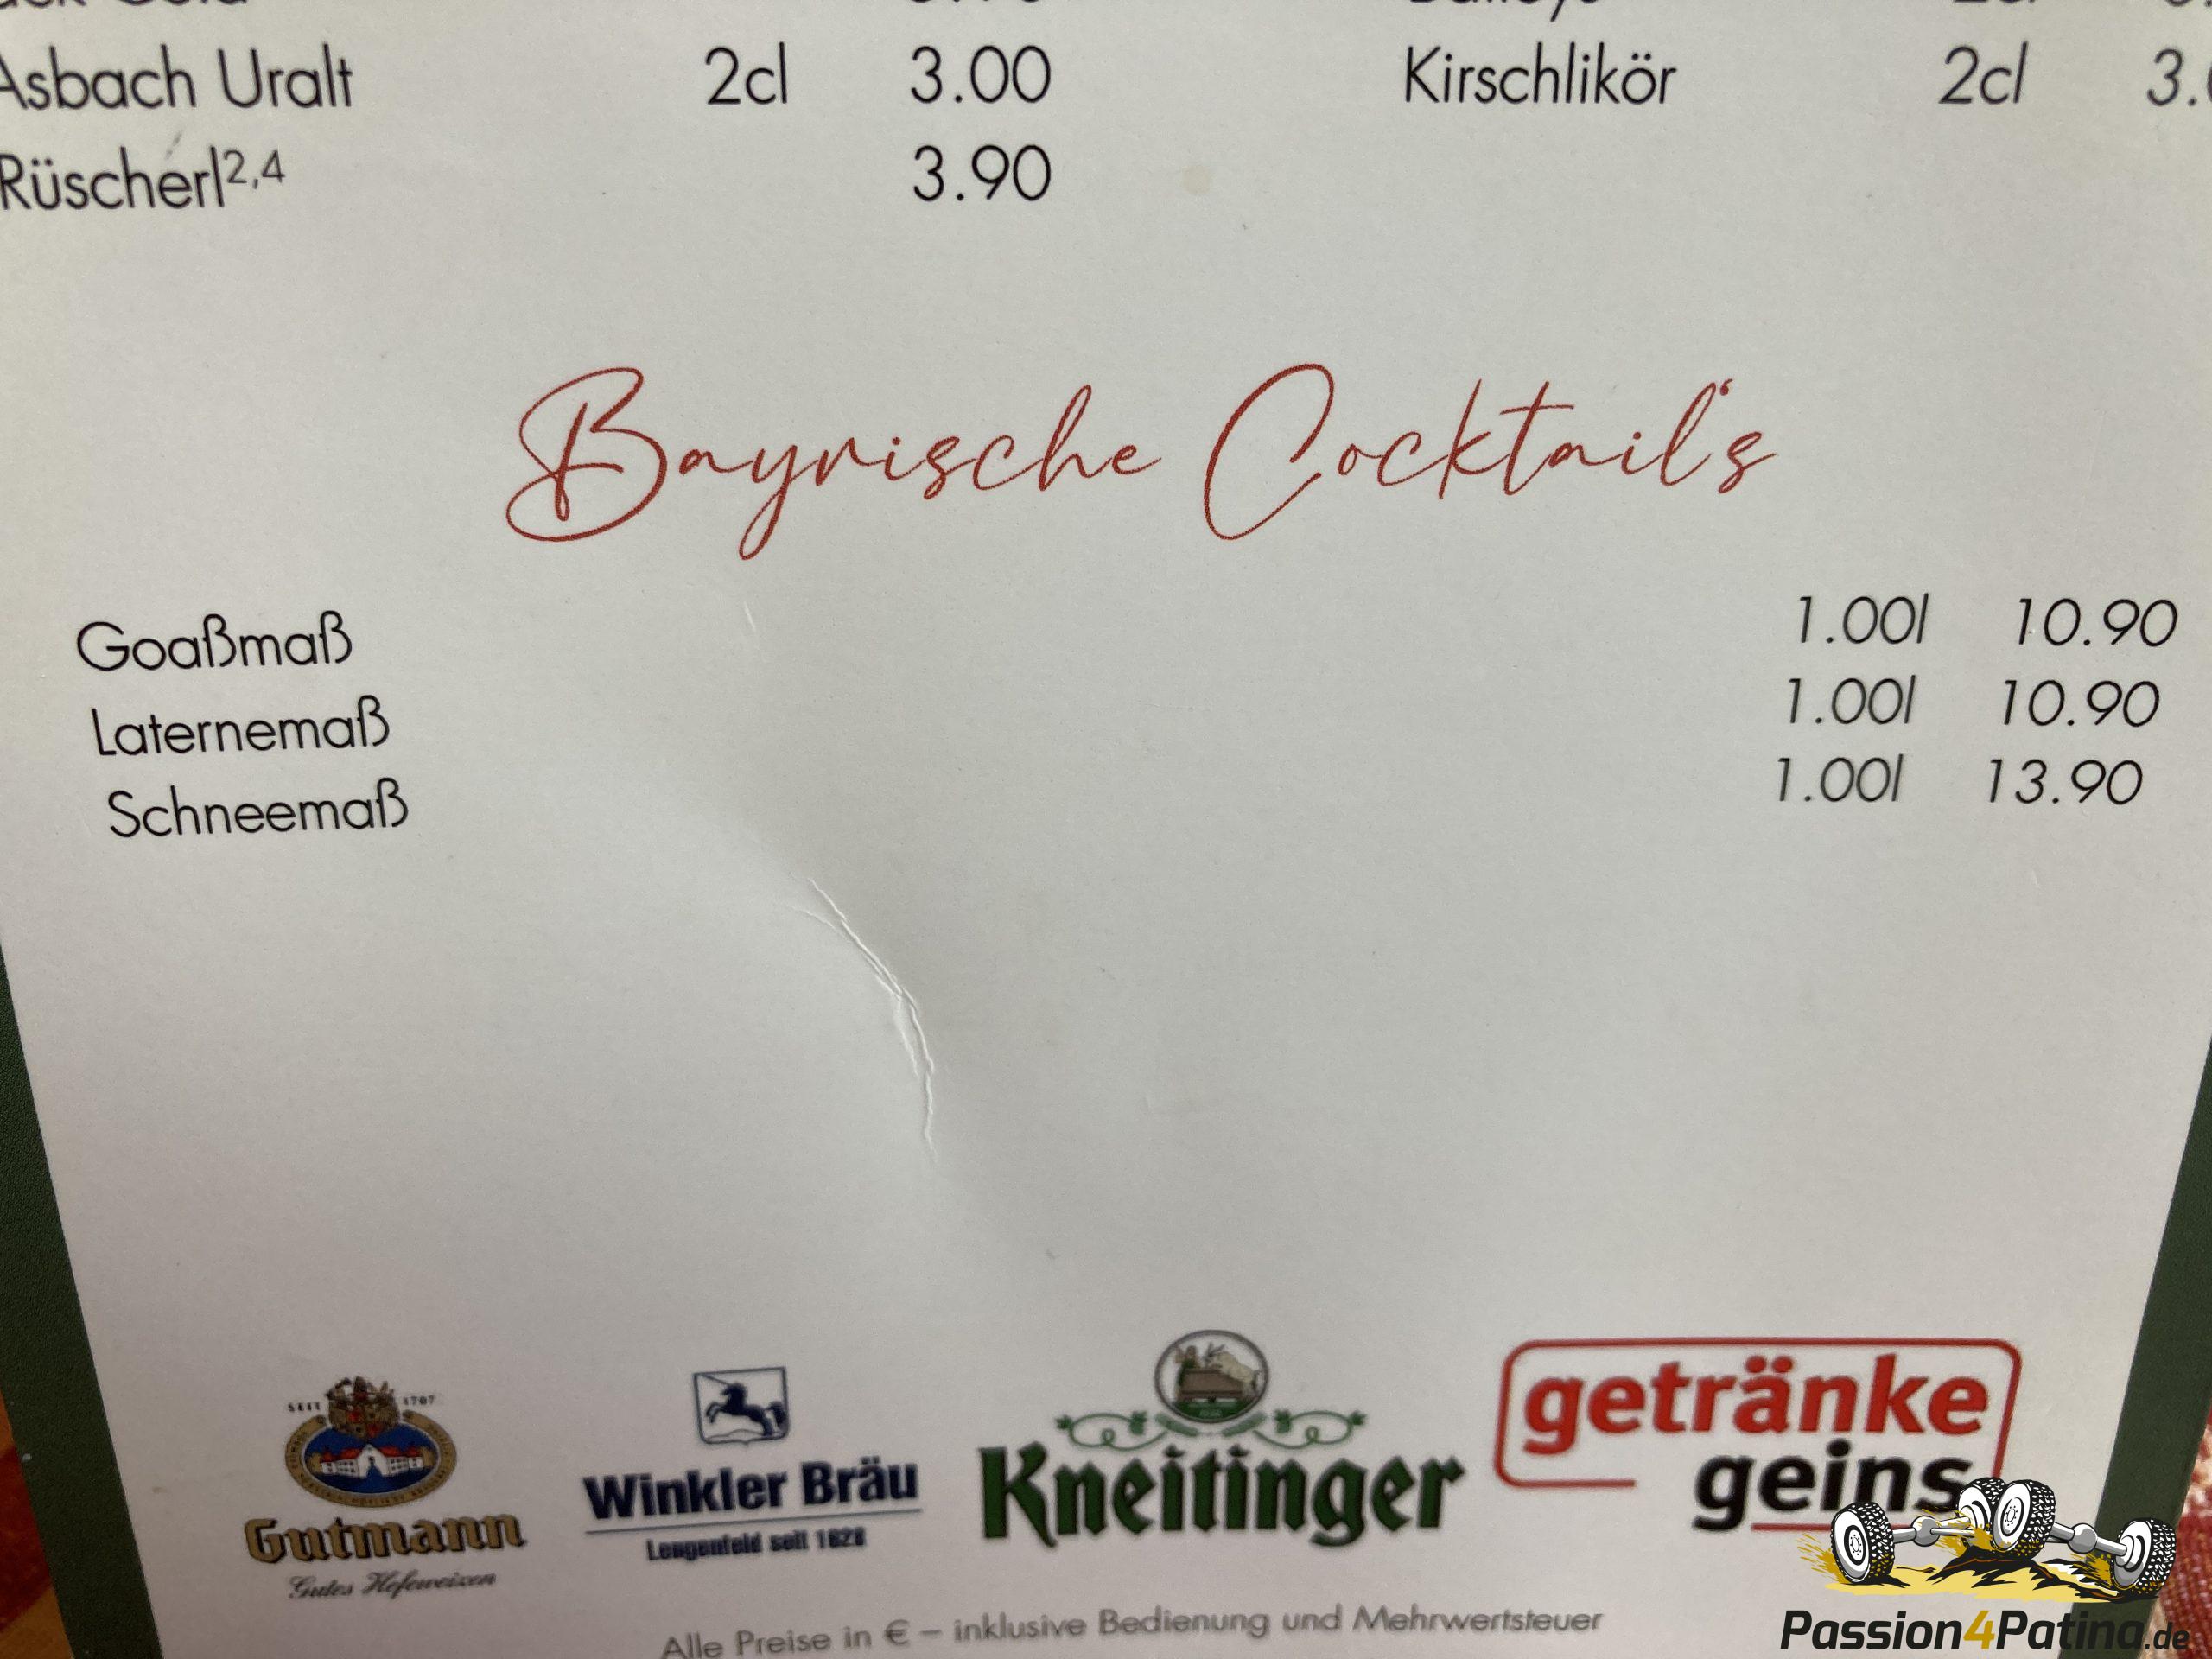 Asbach Uralt 2cl 3.00 Kirschlikör 2cl
Rüscherl2,4 3.90
Bayrische Cocktail's
Goaßmaß 1.00l 10.90
Laternemaß 1.00l 10.90
Schneemaß 1.00l 13.90
SEIT 1707
Gutmann
Gutes Hefeweizen
Winkler Bräu
Lengenfeld seit 1628
Kneitinger
getränke
geins
Alle Preise in € – inklusive Bedienung und Mehrwertsteuer
Passion4Patina.de